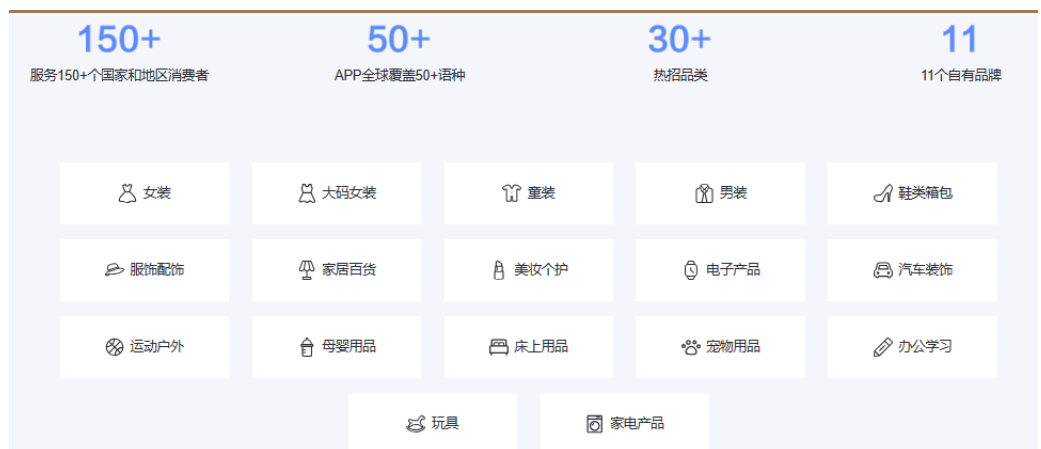 150+ 50+ 30+ 11
服务150+个国家和地区消费者 APP全球覆盖50+语种 热招品类 11个自有品牌
女装 大码女装 童装 男装 鞋类箱包
服饰配饰 家居百货 美妆个护 电子产品 汽车装饰
运动户外 母婴用品 床上用品 宠物用品 办公学习
玩具 家电产品